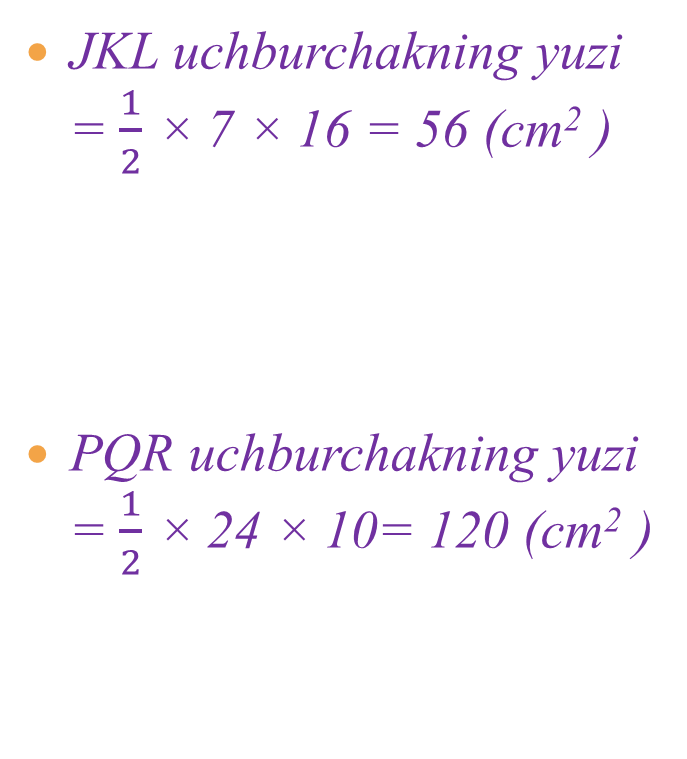 • JKL uchburchakning yuzi
= 1/2 × 7 × 16 = 56 (cm² )
• PQR uchburchakning yuzi
= 1/2 × 24 × 10= 120 (cm² )